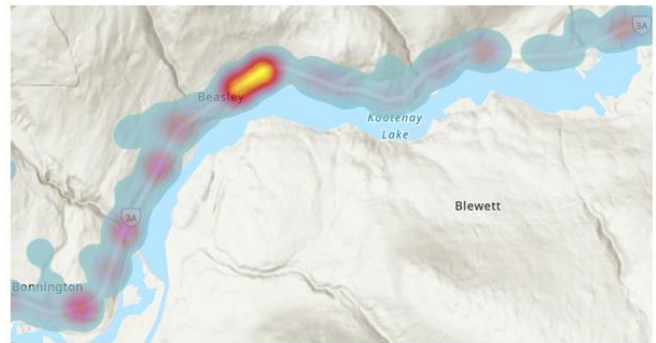 3A
Beasley
Kootenay
Lake
Blewett
3A
Bonnington